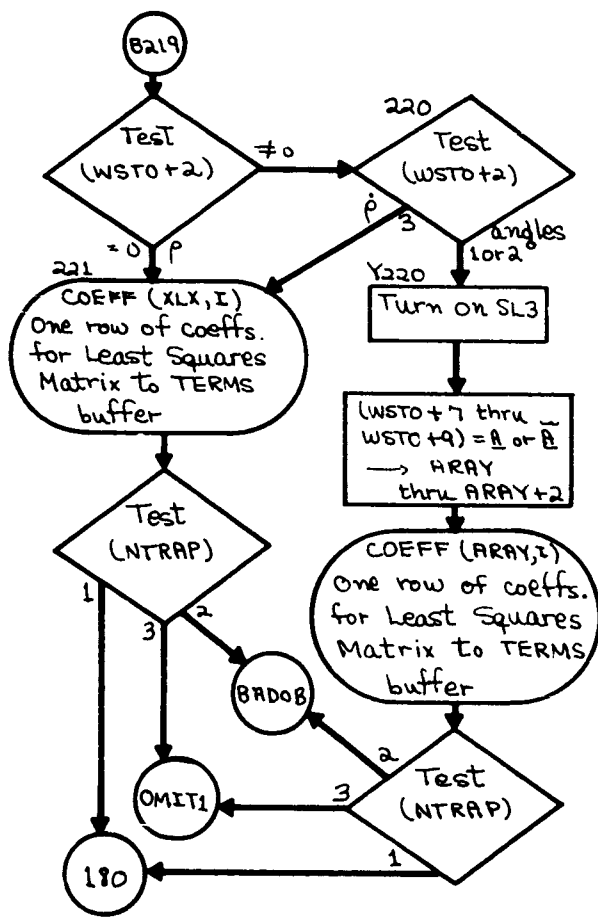 B219
Test
(WSTO+2)
≠0
=0 ρ
220
Test
(WSTO+2)
ρ̇
3
angles
1 or 2
221
COEFF (XLX, I)
One row of coeffs.
for Least Squares
Matrix to TERMS
buffer
Y220
Turn on SL3
(WSTO+7 thru
WSTO+9) = A or A
→ ARAY
thru ARAY+2
Test
(NTRAP)
1
3
2
COEFF (ARAY, I)
One row of coeffs.
for Least Squares
Matrix to TERMS
buffer
BADOB
OMIT1
180
Test
(NTRAP)
2
3
1